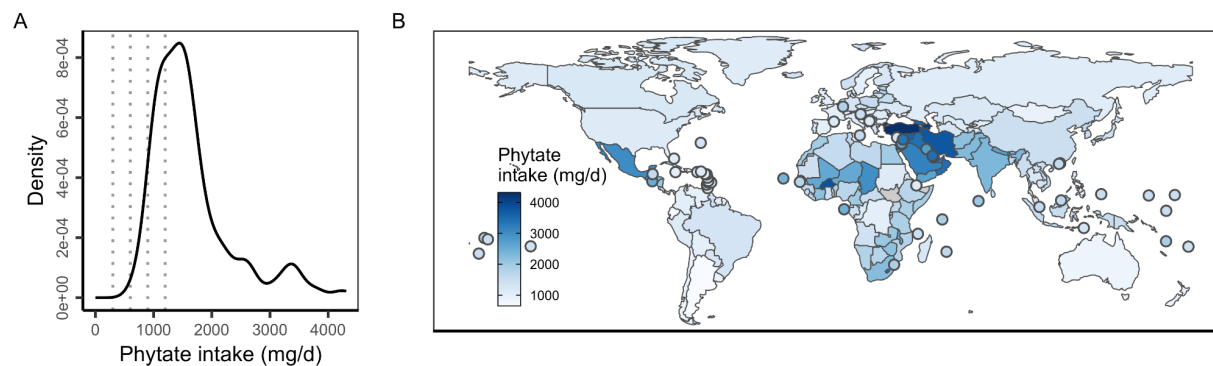 A
Density
0e+00
2e-04
4e-04
6e-04
8e-04
0
1000
2000
3000
4000
Phytate intake (mg/d)
B
Phytate
intake (mg/d)
4000
3000
2000
1000